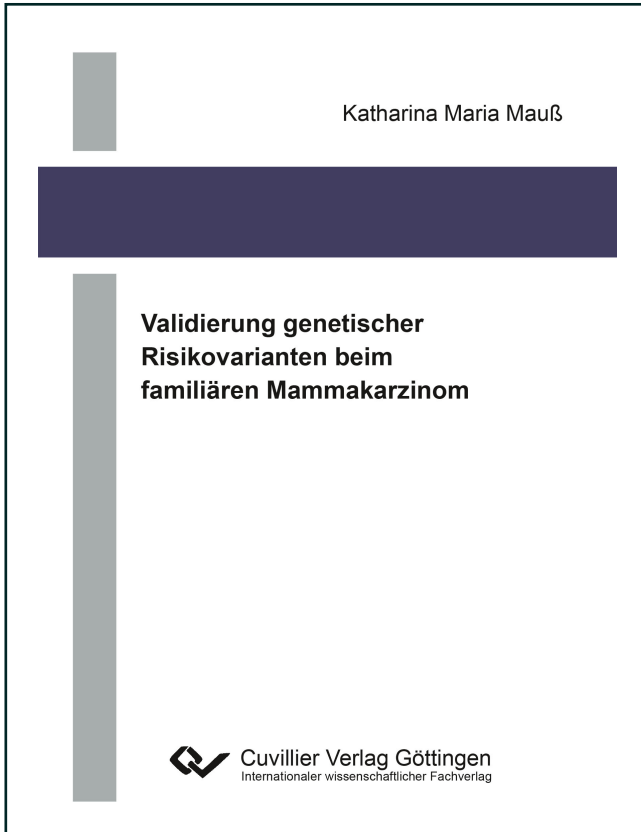 Katharina Maria Mauß
Validierung genetischer
Risikovarianten beim
familiären Mammakarzinom
Cuvillier Verlag Göttingen
Internationaler wissenschaftlicher Fachverlag